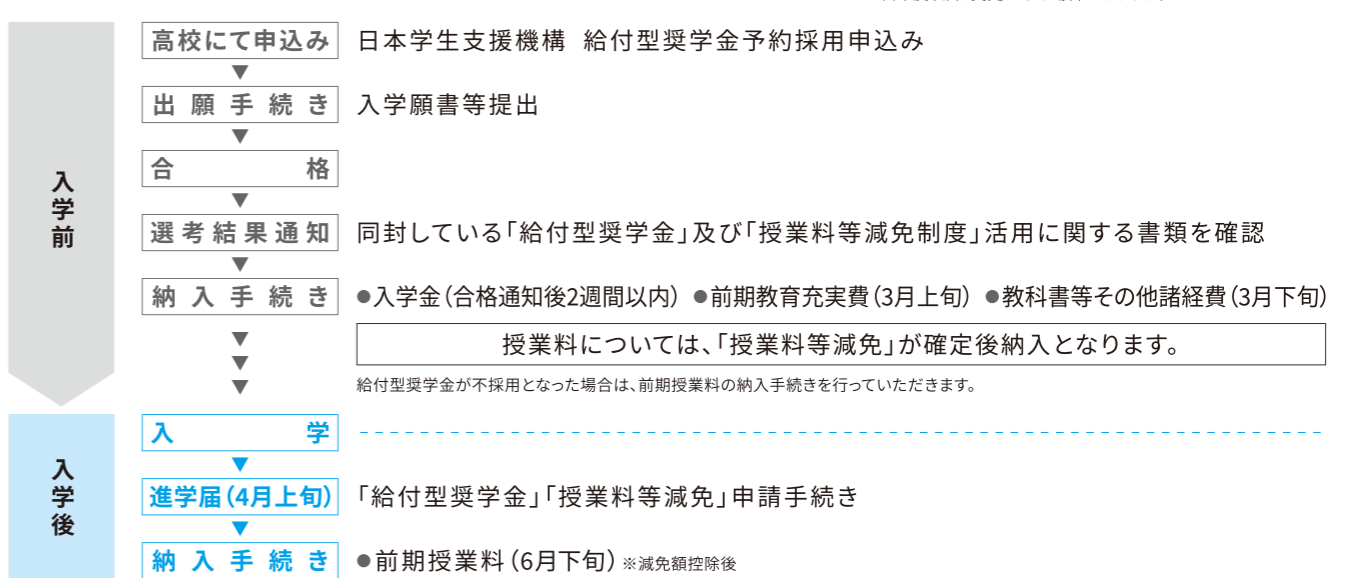 入学前
高校にて申込み 日本学生支援機構 給付型奨学金予約採用申込み
▼
出願手続き 入学願書等提出
▼
合格
▼
選考結果通知 同封している「給付型奨学金」及び「授業料等減免制度」活用に関する書類を確認
▼
納入手続き ●入学金(合格通知後2週間以内) ●前期教育充実費(3月上旬) ●教科書等その他諸経費(3月下旬)
▼
授業料については、「授業料等減免」が確定後納入となります。
▼
▼
給付型奨学金が不採用となった場合は、前期授業料の納入手続きを行っていただきます。
入学後
入学
▼
進学届(4月上旬) 「給付型奨学金」「授業料等減免」申請手続き
▼
納入手続き ●前期授業料(6月下旬)※減免額控除後